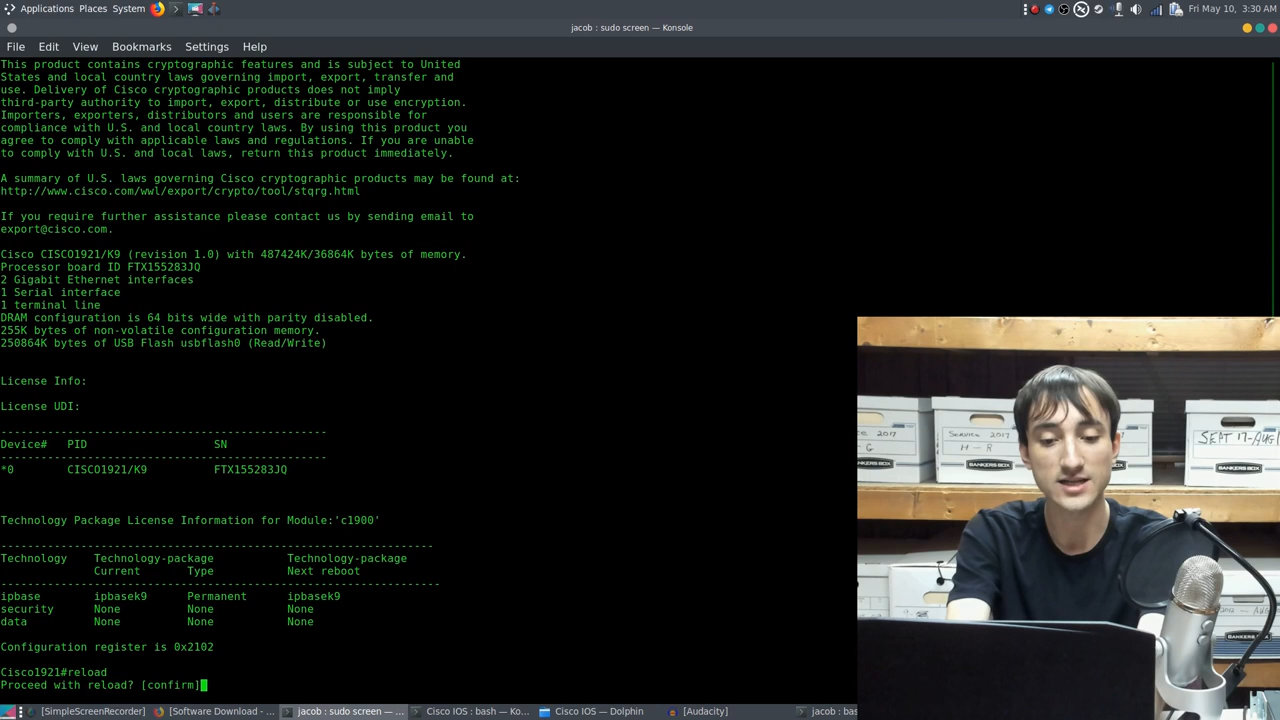 Applications Places System
Fri May 10, 3:30 AM
jacob : sudo screen — Konsole
File Edit View Bookmarks Settings Help
This product contains cryptographic features and is subject to United
States and local country laws governing import, export, transfer and
use. Delivery of Cisco cryptographic products does not imply
third-party authority to import, export, distribute or use encryption.
Importers, exporters, distributors and users are responsible for
compliance with U.S. and local country laws. By using this product you
agree to comply with applicable laws and regulations. If you are unable
to comply with U.S. and local laws, return this product immediately.
A summary of U.S. laws governing Cisco cryptographic products may be found at:
http://www.cisco.com/wwl/export/crypto/tool/stqrg.html
If you require further assistance please contact us by sending email to
export@cisco.com.
Cisco CISCO1921/K9 (revision 1.0) with 487424K/36864K bytes of memory.
Processor board ID FTX155283JQ
2 Gigabit Ethernet interfaces
1 Serial interface
1 terminal line
DRAM configuration is 64 bits wide with parity disabled.
255K bytes of non-volatile configuration memory.
250864K bytes of USB Flash usbflash0 (Read/Write)
License Info:
License UDI:
-------------------------------------------------
Device# PID SN
-------------------------------------------------
*0 CISCO1921/K9 FTX155283JQ
Technology Package License Information for Module:'c1900'
-----------------------------------------------------------------
Technology Technology-package Technology-package
Current Type Next reboot
------------------------------------------------------------------
ipbase ipbasek9 Permanent ipbasek9
security None None None
data None None None
Configuration register is 0x2102
Cisco1921#reload
Proceed with reload? [confirm]
2017
- G
BANKERS BOX
SERVICE 2017
H - R
BANKERS BOX
SEPT 17-AUG
BANKERS BOX
BANKERS BOX
[SimpleScreenRecorder]
[Software Download - ...
jacob : sudo screen — ...
Cisco IOS : bash — Ko...
Cisco IOS — Dolphin
[Audacity]
jacob : bas